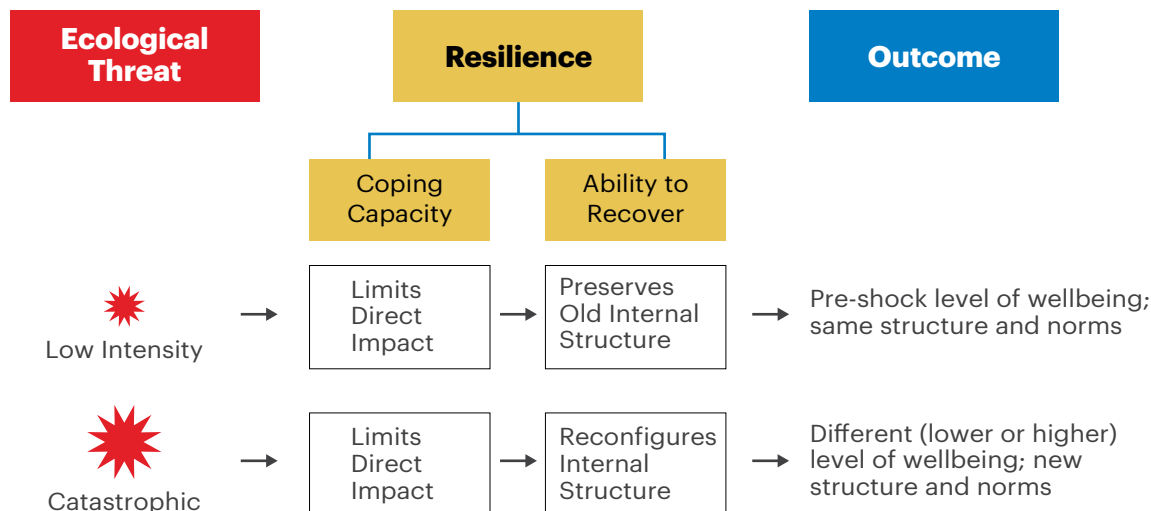 Ecological
Threat
Resilience
Outcome
Coping
Capacity
Ability to
Recover
Low Intensity
Limits
Direct
Impact
Preserves
Old Internal
Structure
Pre-shock level of wellbeing;
same structure and norms
Catastrophic
Limits
Direct
Impact
Reconfigures
Internal
Structure
Different (lower or higher)
level of wellbeing; new
structure and norms